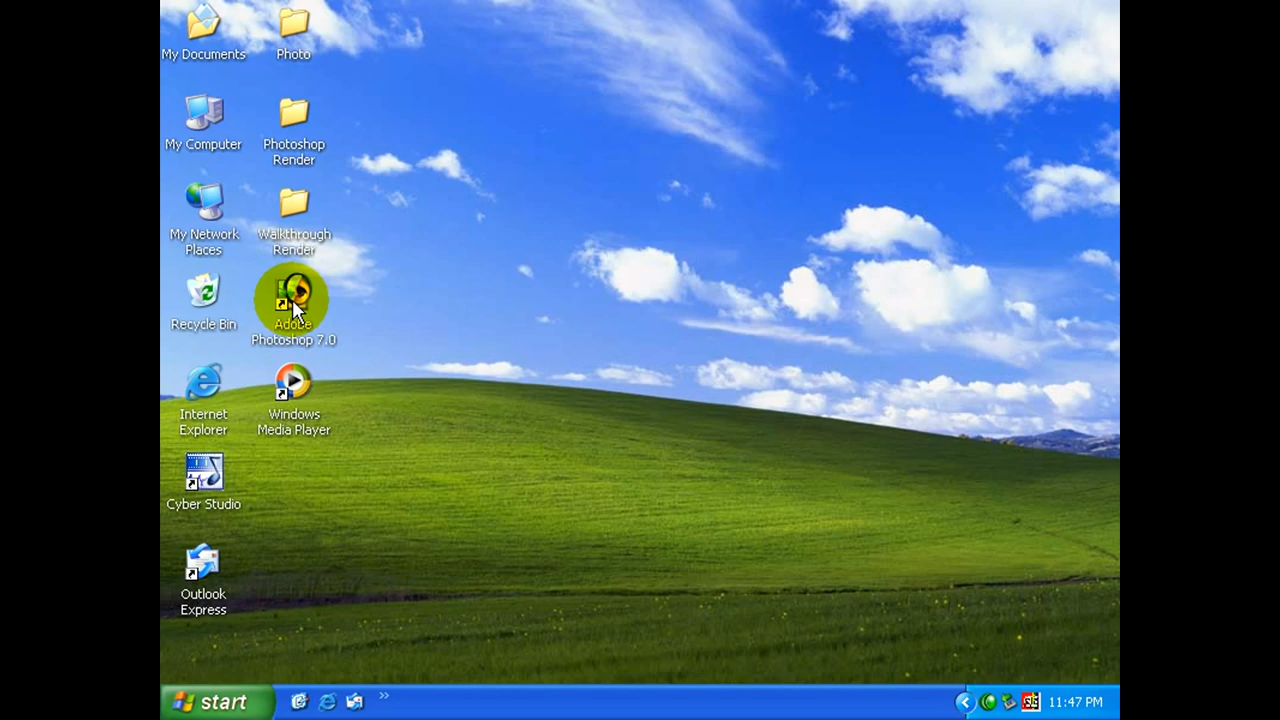 My Documents
Photo
My Computer
Photoshop
Render
My Network
Places
Walkthrough
Render
Recycle Bin
Adobe
Photoshop 7.0
Internet
Explorer
Windows
Media Player
Cyber Studio
Outlook
Express
start
11:47 PM